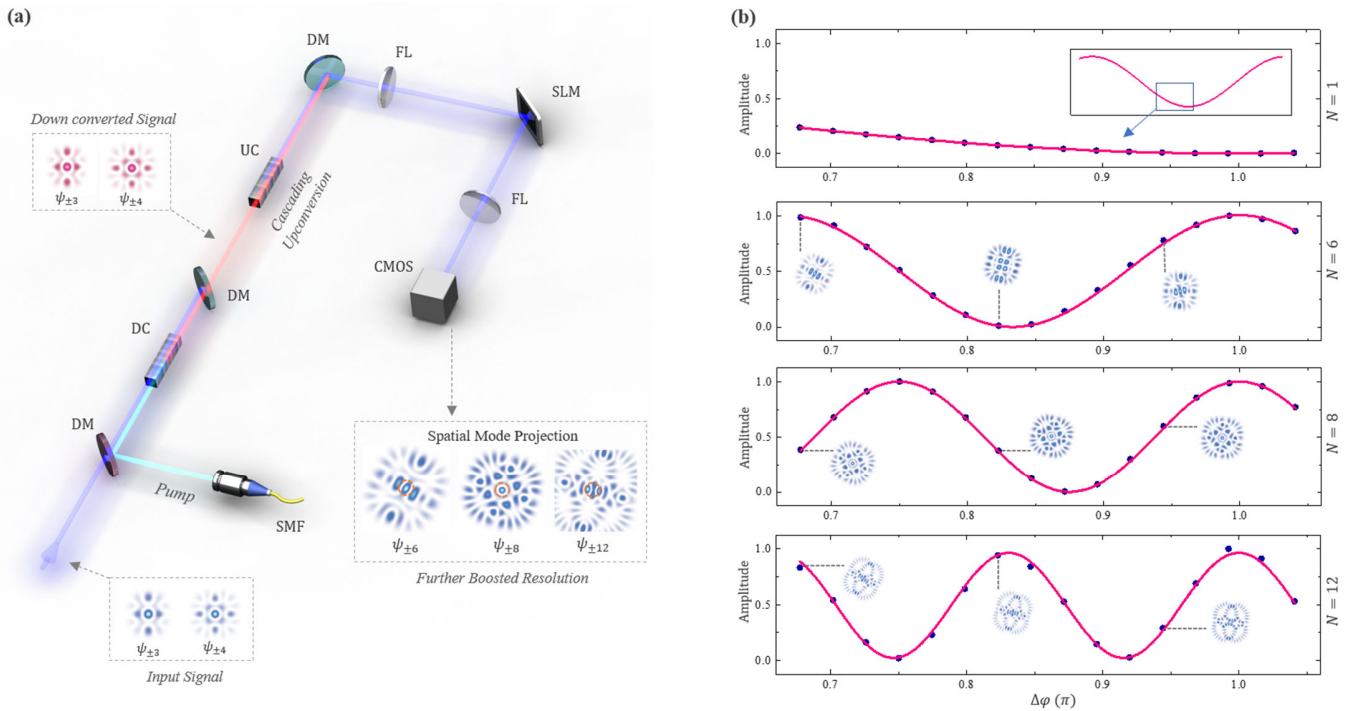 (a)
DM
FL
SLM
Down converted Signal
UC
ψ±3
ψ±4
Cascading
Upconversion
FL
CMOS
DM
DC
DM
Pump
SMF
Spatial Mode Projection
ψ±6
ψ±8
ψ±12
Further Boosted Resolution
ψ±3
ψ±4
Input Signal
(b)
1.0
0.5
0.0
Amplitude
N = 1
0.7
0.8
0.9
1.0
1.0
0.5
0.0
Amplitude
N = 6
0.7
0.8
0.9
1.0
1.0
0.5
0.0
Amplitude
N = 8
0.7
0.8
0.9
1.0
1.0
0.5
0.0
Amplitude
N = 12
0.7
0.8
0.9
1.0
Δφ (π)